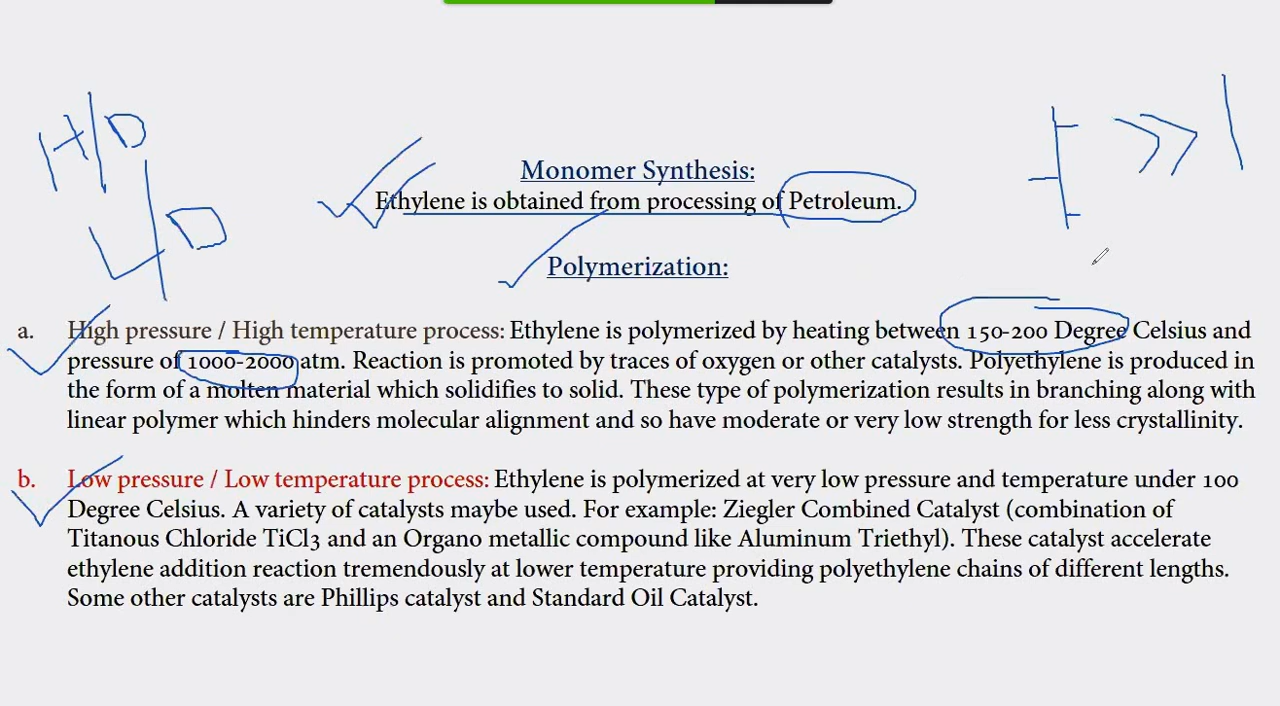 H/D
L/D
Monomer Synthesis:
Ethylene is obtained from processing of Petroleum.
Polymerization:
a. High pressure / High temperature process: Ethylene is polymerized by heating between 150-200 Degree Celsius and
pressure of 1000-2000 atm. Reaction is promoted by traces of oxygen or other catalysts. Polyethylene is produced in
the form of a molten material which solidifies to solid. These type of polymerization results in branching along with
linear polymer which hinders molecular alignment and so have moderate or very low strength for less crystallinity.
b. Low pressure / Low temperature process: Ethylene is polymerized at very low pressure and temperature under 100
Degree Celsius. A variety of catalysts maybe used. For example: Ziegler Combined Catalyst (combination of
Titanous Chloride TiCl3 and an Organo metallic compound like Aluminum Triethyl). These catalyst accelerate
ethylene addition reaction tremendously at lower temperature providing polyethylene chains of different lengths.
Some other catalysts are Phillips catalyst and Standard Oil Catalyst.